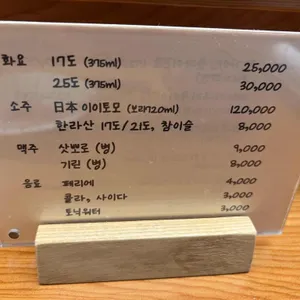 화요 17도 (375ml) 25,000
25도 (375ml) 30,000
소주 日本 이이토모 (보리720ml) 120,000
한라산 17도/21도, 참이슬 8,000
맥주 삿뽀로 (병) 9,000
기린 (병) 8,000
음료 페리에 4,000
콜라, 사이다 3,000
토닉워터 3,000